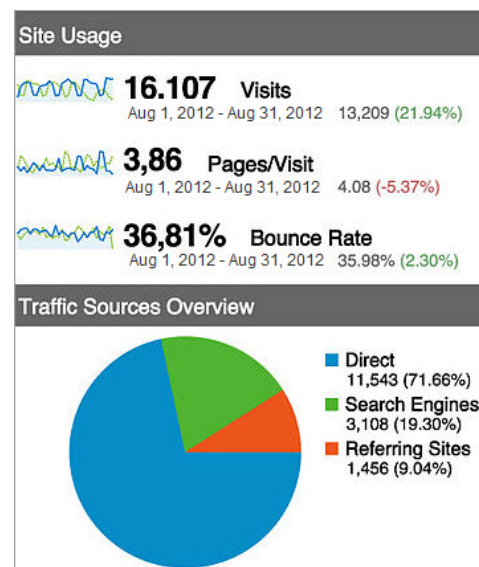 Site Usage
16.107 Visits
Aug 1, 2012 - Aug 31, 2012 13,209 (21.94%)
3,86 Pages/Visit
Aug 1, 2012 - Aug 31, 2012 4.08 (-5.37%)
36,81% Bounce Rate
Aug 1, 2012 - Aug 31, 2012 35.98% (2.30%)
Traffic Sources Overview
Direct
11,543 (71.66%)
Search Engines
3,108 (19.30%)
Referring Sites
1,456 (9.04%)